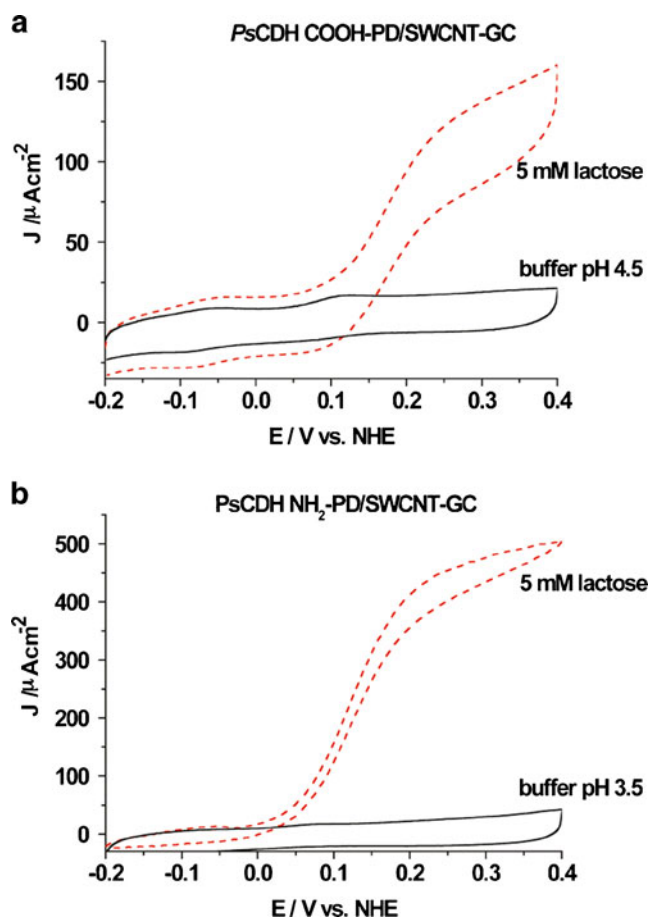 a
PsCDH COOH-PD/SWCNT-GC
150
100
50
0
J /µAcm-2
5 mM lactose
buffer pH 4.5
-0.2 -0.1 0.0 0.1 0.2 0.3 0.4
E / V vs. NHE
b
PsCDH NH2-PD/SWCNT-GC
500
400
300
200
100
0
J /µAcm-2
5 mM lactose
buffer pH 3.5
-0.2 -0.1 0.0 0.1 0.2 0.3 0.4
E / V vs. NHE